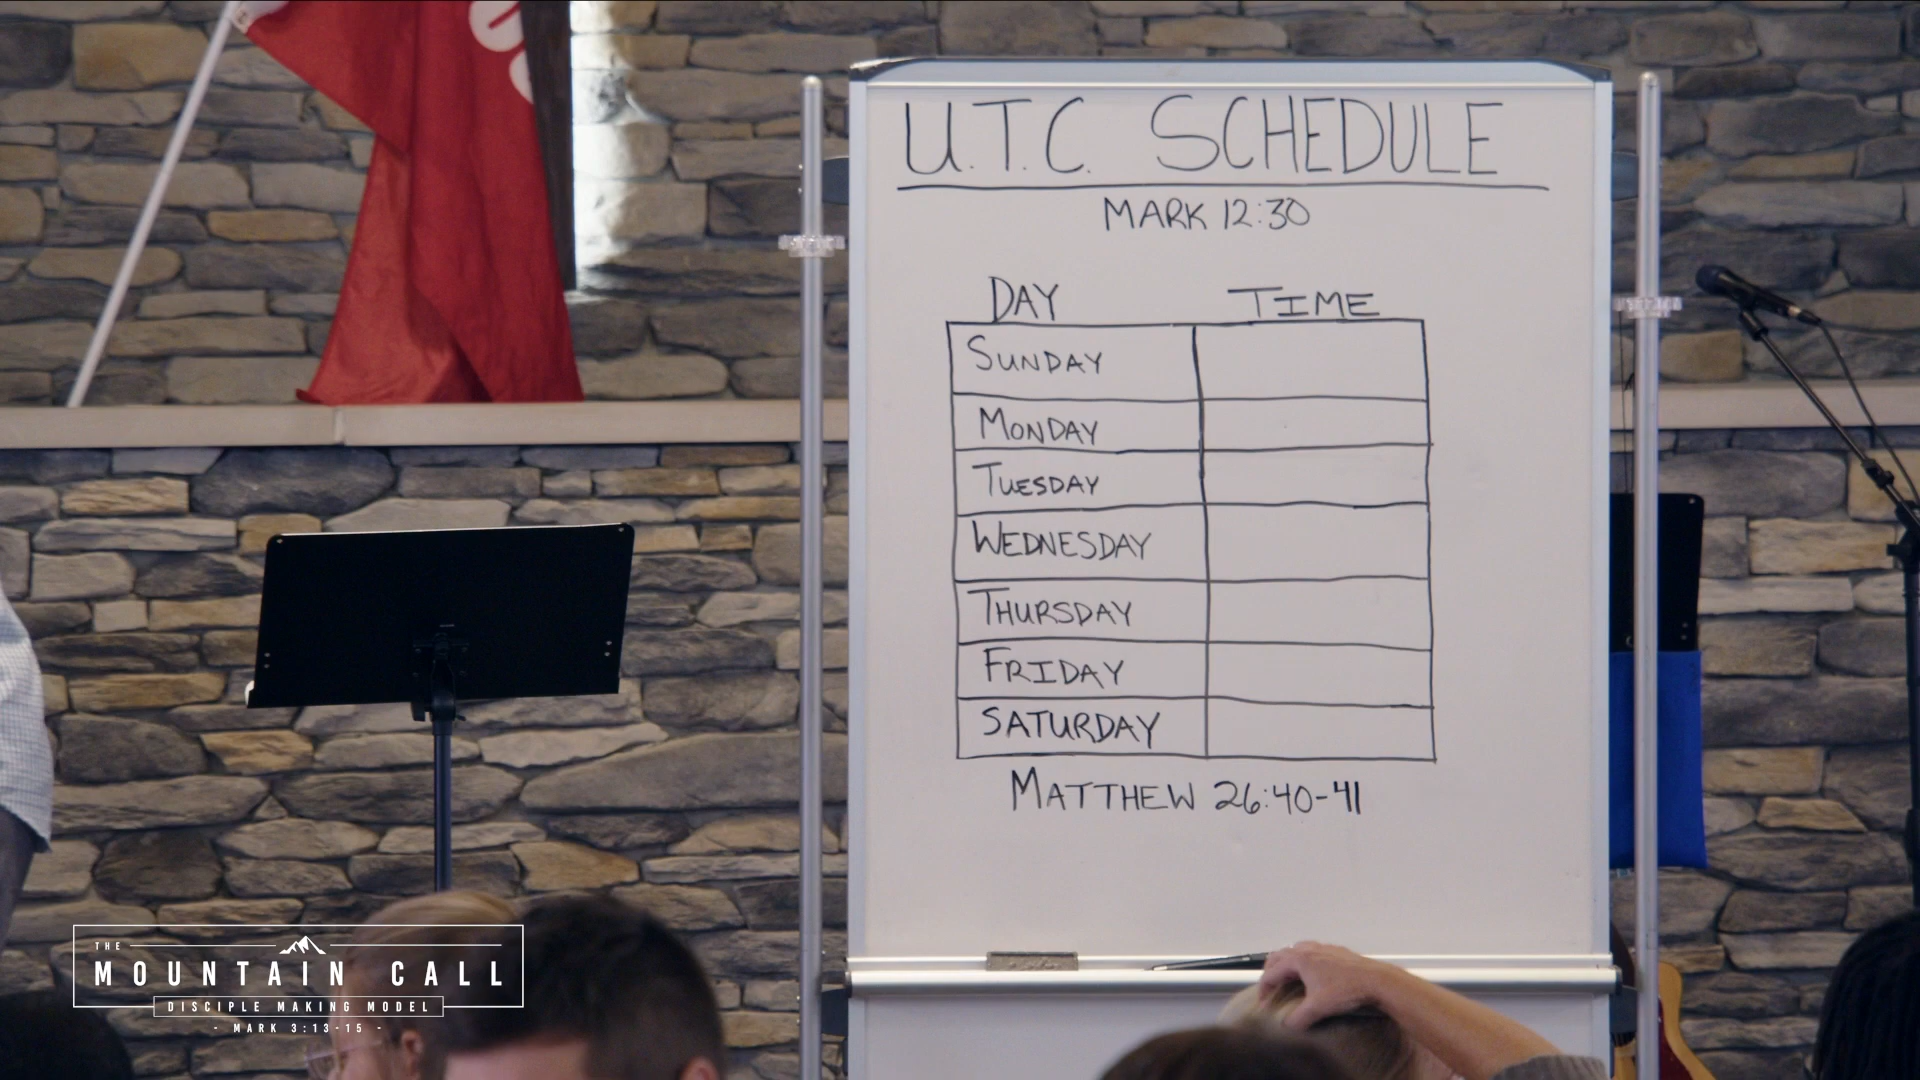 U.T.C. SCHEDULE
MARK 12:30
DAY TIME
SUNDAY
MONDAY
TUESDAY
WEDNESDAY
THURSDAY
FRIDAY
SATURDAY
MATTHEW 26:40-41
THE
MOUNTAIN CALL
DISCIPLE MAKING MODEL
- MARK 3:13-15 -